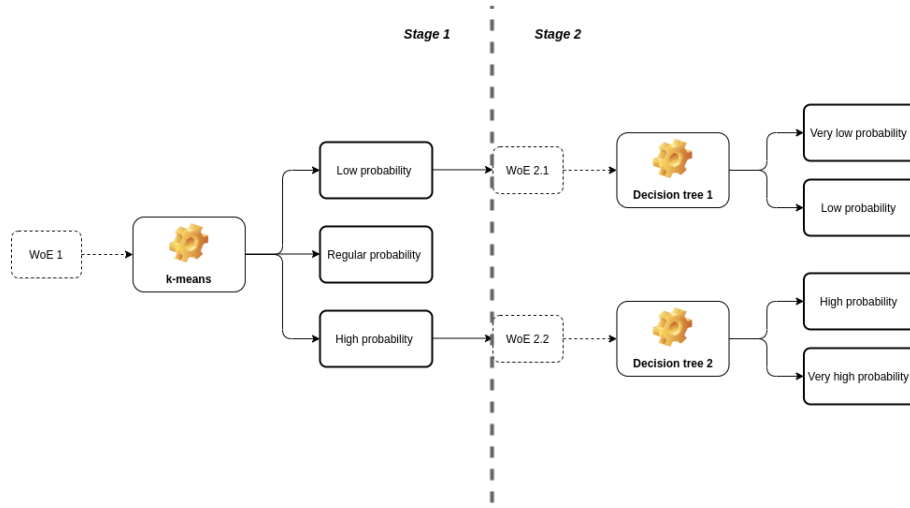 Stage 1
Stage 2
WoE 1
k-means
Low probability
Regular probability
High probability
WoE 2.1
Decision tree 1
Very low probability
Low probability
WoE 2.2
Decision tree 2
High probability
Very high probability